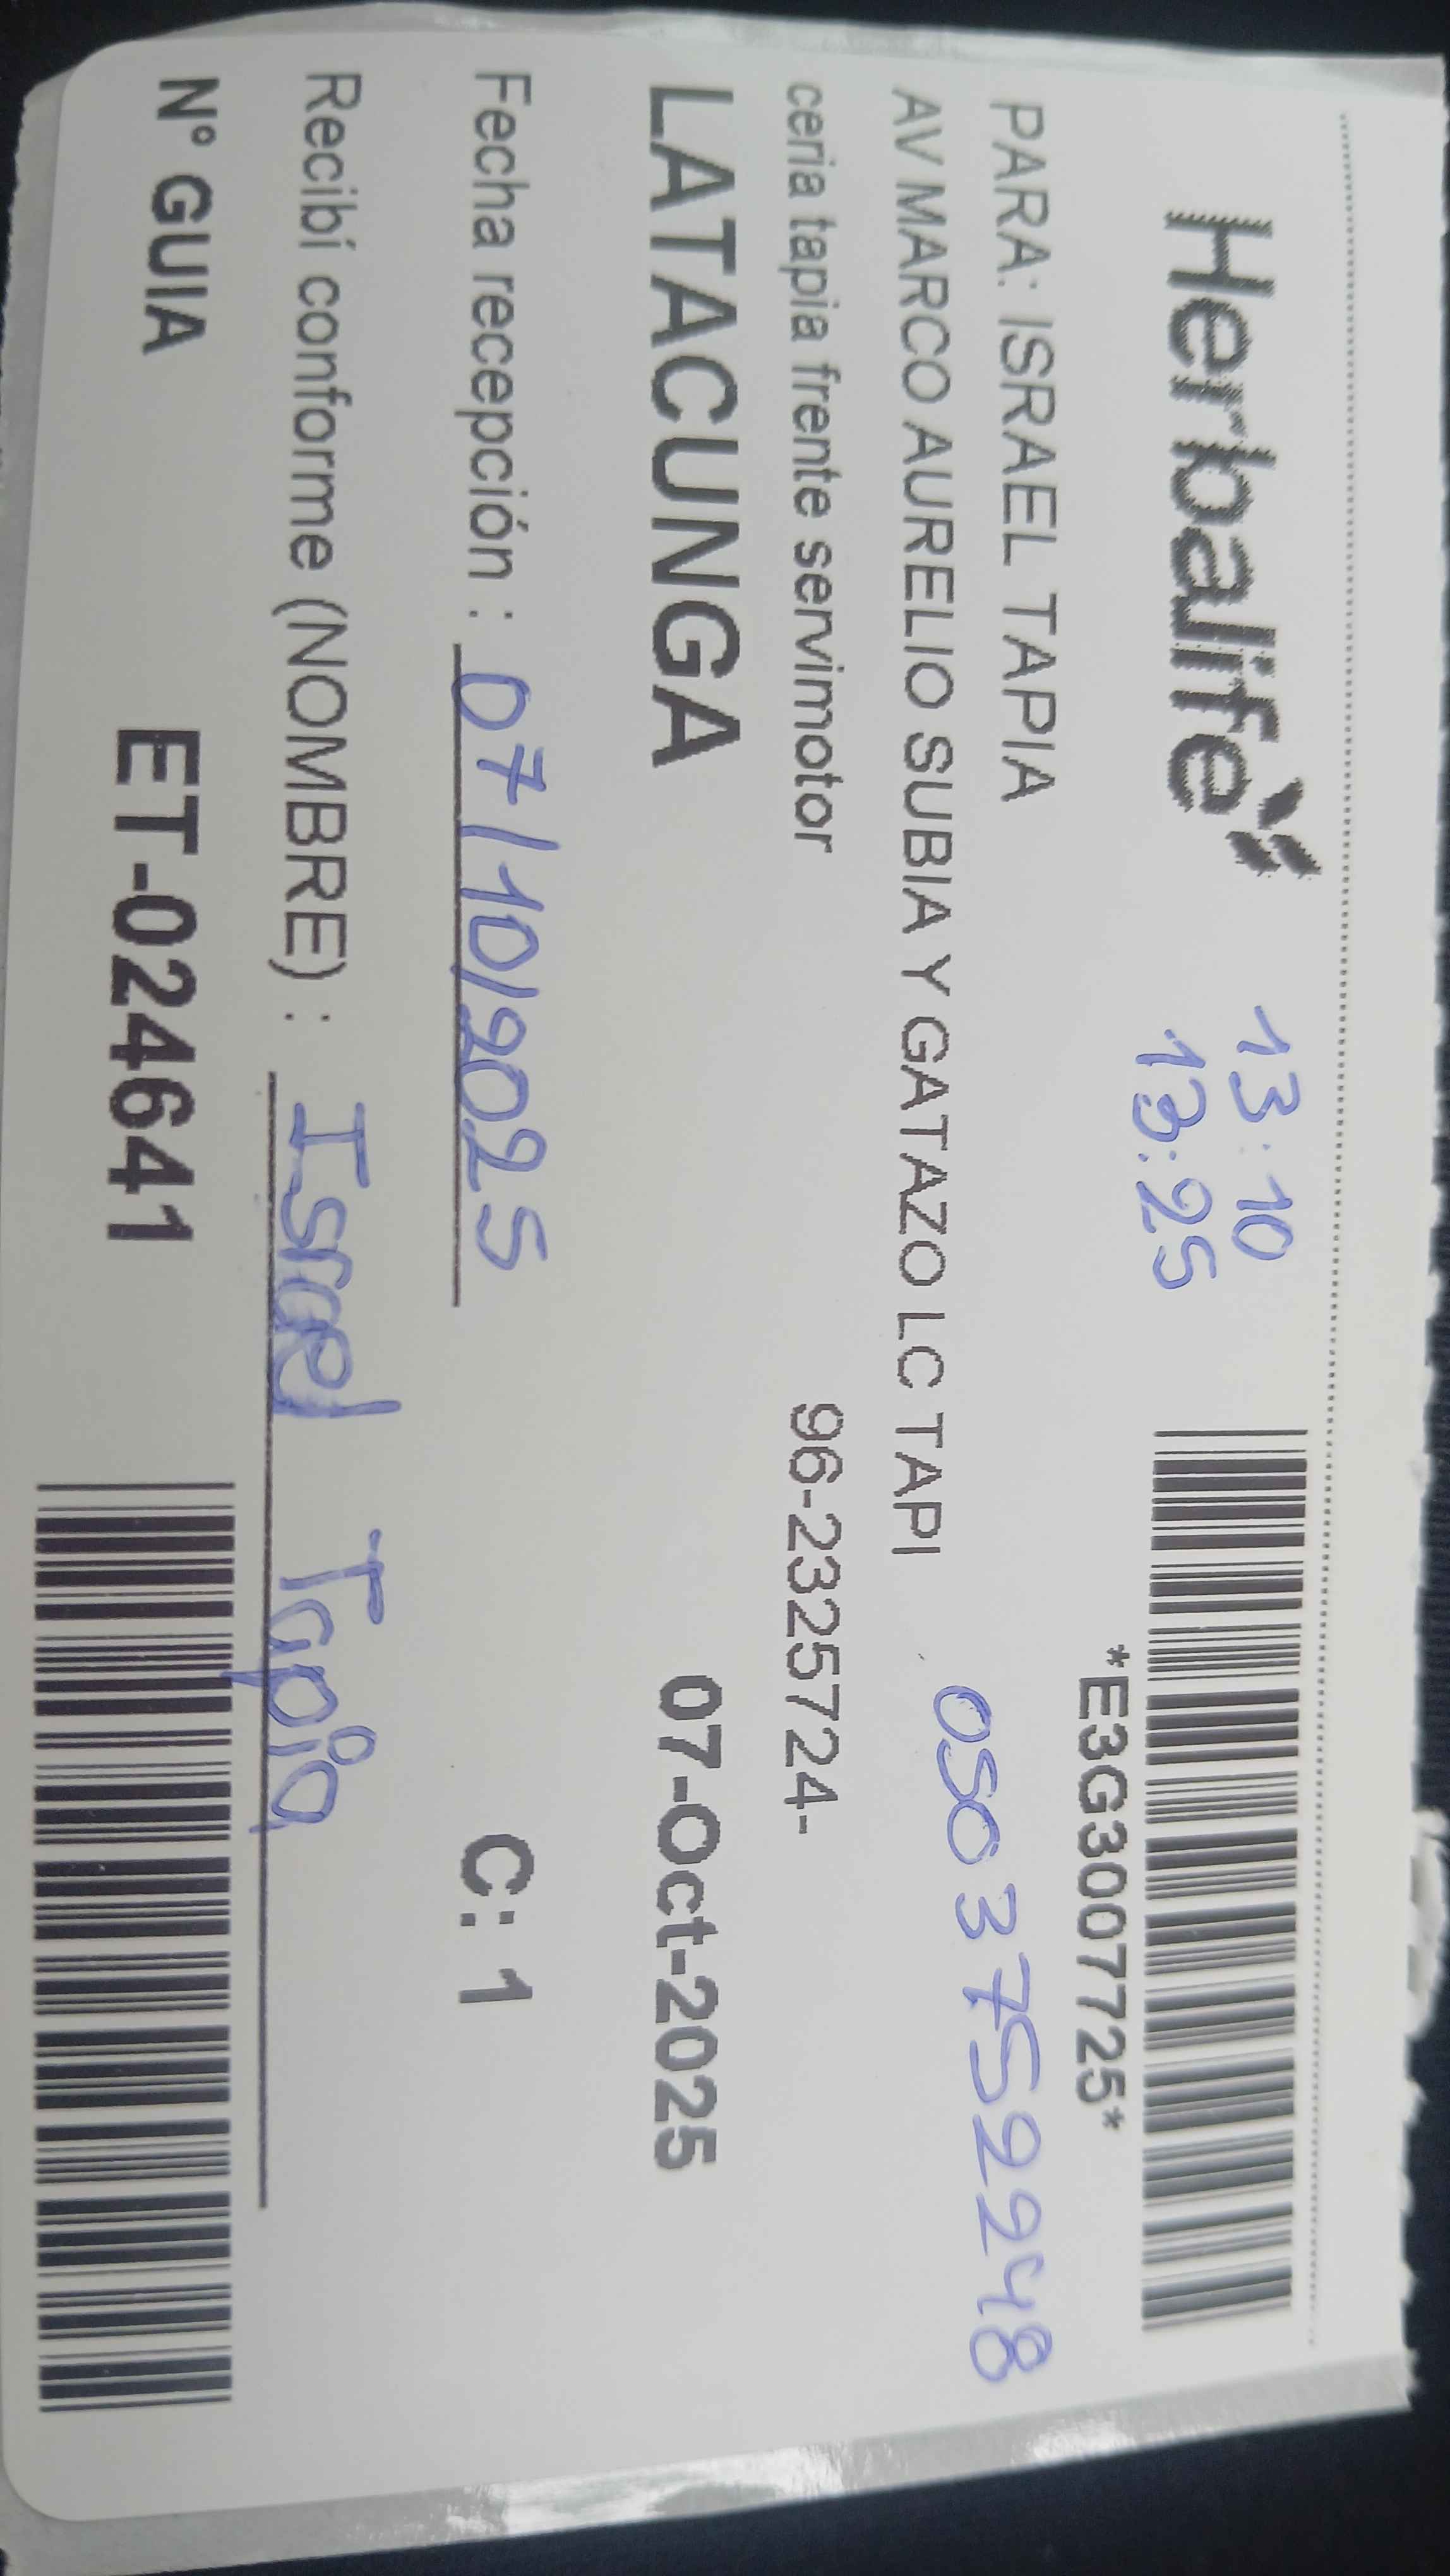 Herbalife
13:10
13:25
*E3G3007725*
PARA: ISRAEL TAPIA
0503752248
AV MARCO AURELIO SUBIA Y GATAZO LC TAPI
ceria tapia frente servimotor 96-2325724-
LATACUNGA 07-Oct-2025
Fecha recepción : 07/10/2025 C: 1
Recibí conforme (NOMBRE) : Israel Tapia
N° GUIA ET-024641